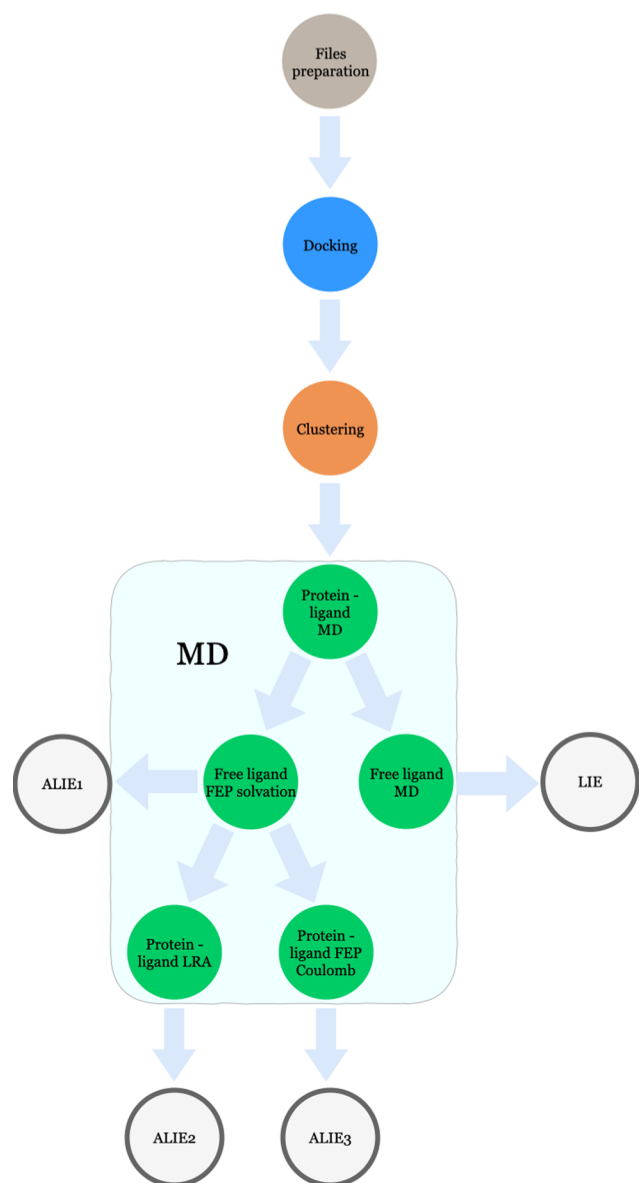 Files
preparation
Docking
Clustering
Protein -
ligand
MD
MD
ALIE1
Free ligand
FEP solvation
Free ligand
MD
LIE
Protein -
ligand LRA
Protein -
ligand FEP
Coulomb
ALIE2
ALIE3